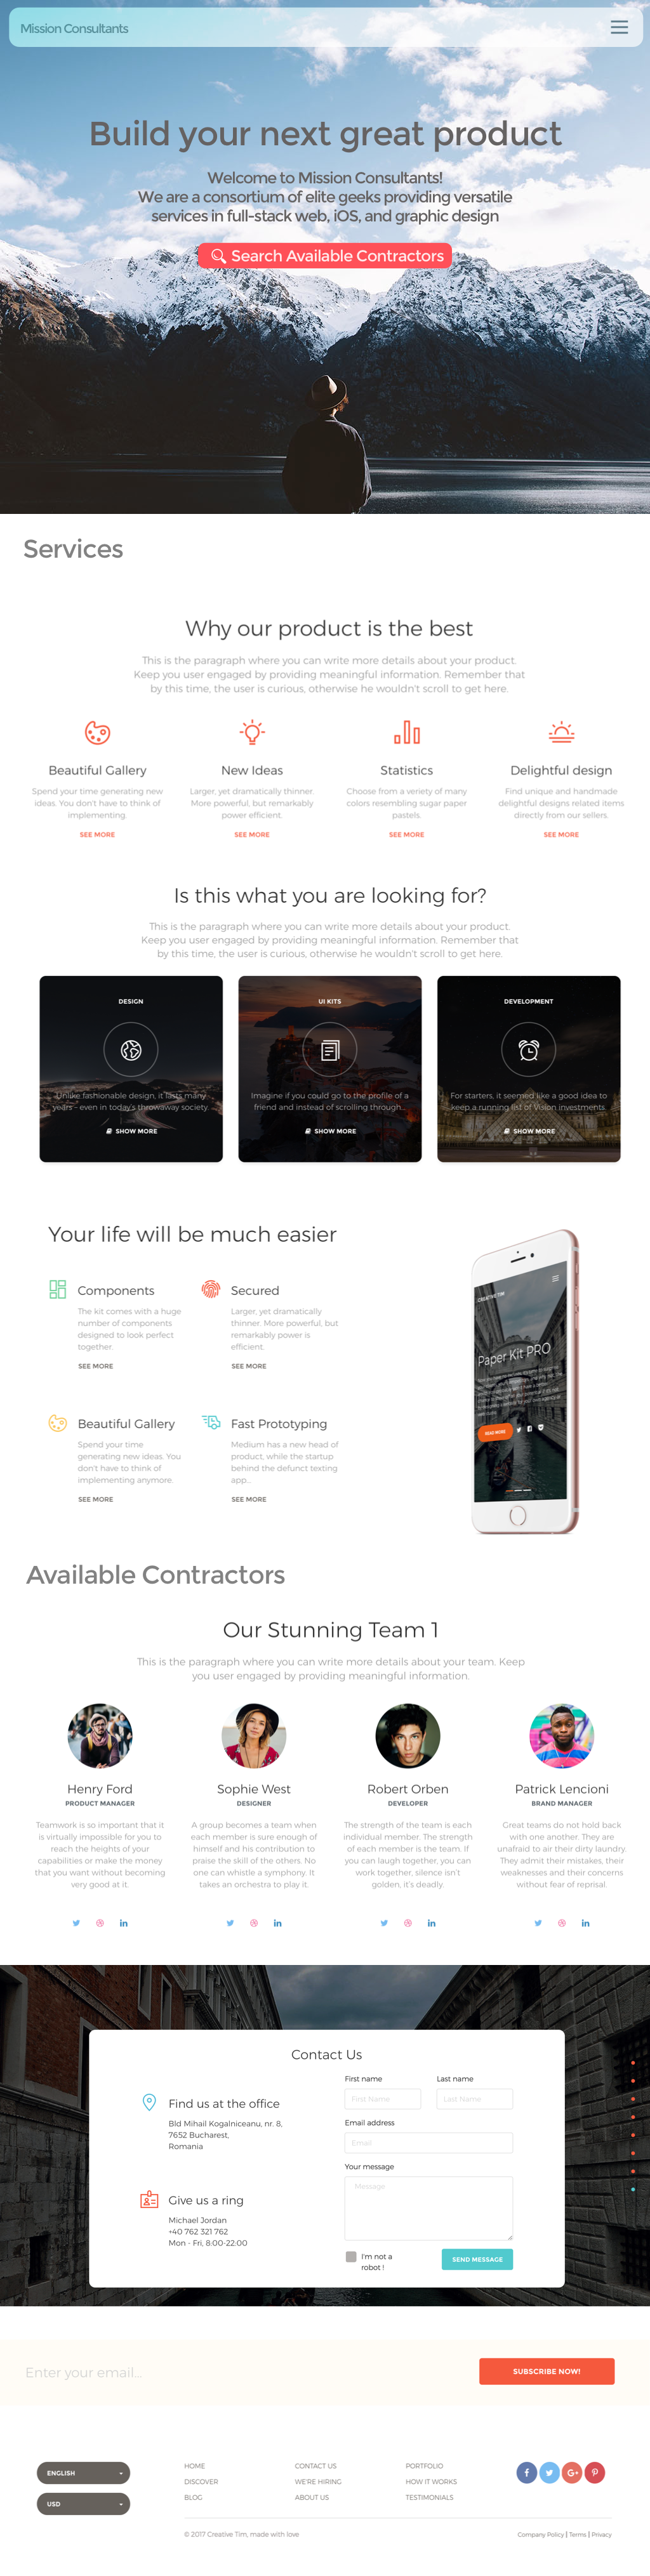 Mission Consultants
Build your next great product
Welcome to Mission Consultants!
We are a consortium of elite geeks providing versatile
services in full-stack web, iOS, and graphic design
Search Available Contractors
Services
Why our product is the best
This is the paragraph where you can write more details about your product.
Keep you user engaged by providing meaningful information. Remember that
by this time, the user is curious, otherwise he wouldn't scroll to get here.
Beautiful Gallery
Spend your time generating new
ideas. You don't have to think of
implementing.
SEE MORE
New Ideas
Larger, yet dramatically thinner.
More powerful, but remarkably
power efficient.
SEE MORE
Statistics
Choose from a veriety of many
colors resembling sugar paper
pastels.
SEE MORE
Delightful design
Find unique and handmade
delightful designs related items
directly from our sellers.
SEE MORE
Is this what you are looking for?
This is the paragraph where you can write more details about your product.
Keep you user engaged by providing meaningful information. Remember that
by this time, the user is curious, otherwise he wouldn't scroll to get here.
DESIGN
Unlike fashionable design, it lasts many
years - even in today's throwaway society.
SHOW MORE
UI KITS
Imagine if you could go to the profile of a
friend and instead of scrolling through...
SHOW MORE
DEVELOPMENT
For starters, it seemed like a good idea to
keep a running list of Vision investments.
SHOW MORE
Your life will be much easier
Components
The kit comes with a huge
number of components
designed to look perfect
together.
SEE MORE
Secured
Larger, yet dramatically
thinner. More powerful, but
remarkably power is
efficient.
SEE MORE
Beautiful Gallery
Spend your time
generating new ideas. You
don't have to think of
implementing anymore.
SEE MORE
Fast Prototyping
Medium has a new head of
product, while the startup
behind the defunct texting
app...
SEE MORE
CREATIVE TIM
Paper Kit PRO
READ MORE
Available Contractors
Our Stunning Team 1
This is the paragraph where you can write more details about your team. Keep
you user engaged by providing meaningful information.
Henry Ford
PRODUCT MANAGER
Teamwork is so important that it
is virtually impossible for you to
reach the heights of your
capabilities or make the money
that you want without becoming
very good at it.
Sophie West
DESIGNER
A group becomes a team when
each member is sure enough of
himself and his contribution to
praise the skill of the others. No
one can whistle a symphony. It
takes an orchestra to play it.
Robert Orben
DEVELOPER
The strength of the team is each
individual member. The strength
of each member is the team. If
you can laugh together, you can
work together, silence isn't
golden, it's deadly.
Patrick Lencioni
BRAND MANAGER
Great teams do not hold back
with one another. They are
unafraid to air their dirty laundry.
They admit their mistakes, their
weaknesses and their concerns
without fear of reprisal.
Contact Us
Find us at the office
Bld Mihail Kogalniceanu, nr. 8,
7652 Bucharest,
Romania
Give us a ring
Michael Jordan
+40 762 321 762
Mon - Fri, 8:00-22:00
First name
Last name
First Name
Last Name
Email address
Email
Your message
Message
I'm not a
robot !
SEND MESSAGE
Enter your email...
SUBSCRIBE NOW!
ENGLISH
USD
HOME
DISCOVER
BLOG
CONTACT US
WE'RE HIRING
ABOUT US
PORTFOLIO
HOW IT WORKS
TESTIMONIALS
© 2017 Creative Tim, made with love
Company Policy | Terms | Privacy